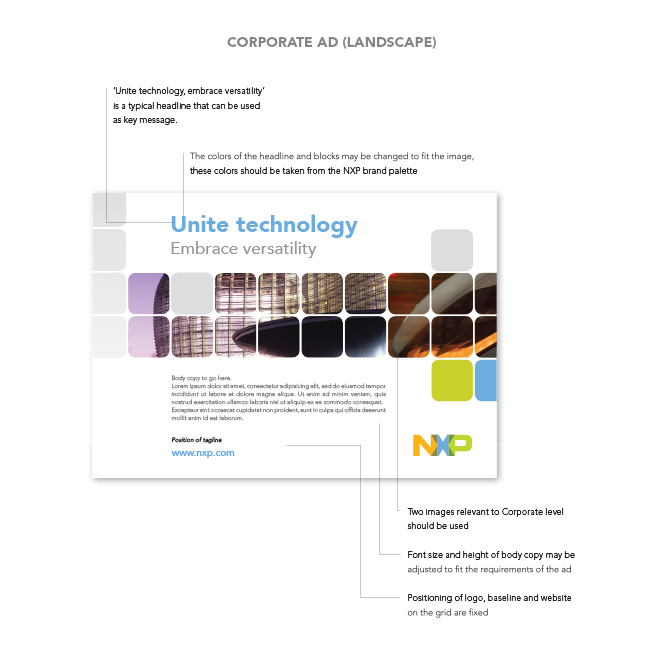 CORPORATE AD (LANDSCAPE)
‘Unite technology, embrace versatility’
is a typical headline that can be used
as key message.
The colors of the headline and blocks may be changed to fit the image,
these colors should be taken from the NXP brand palette
Unite technology
Embrace versatility
Body copy to go here.
Lorem ipsum dolor sit amet, consectetur adipisicing elit, sed do eiusmod tempor
incididunt ut labore et dolore magna aliqua. Ut enim ad minim veniam, quis
nostrud exercitation ullamco laboris nisi ut aliquip ex ea commodo consequat.
Excepteur sint occaecat cupidatat non proident, sunt in culpa qui officia deserunt
mollit anim id est laborum.
Position of tagline
www.nxp.com
NXP
Two images relevant to Corporate level
should be used
Font size and height of body copy may be
adjusted to fit the requirements of the ad
Positioning of logo, baseline and website
on the grid are fixed